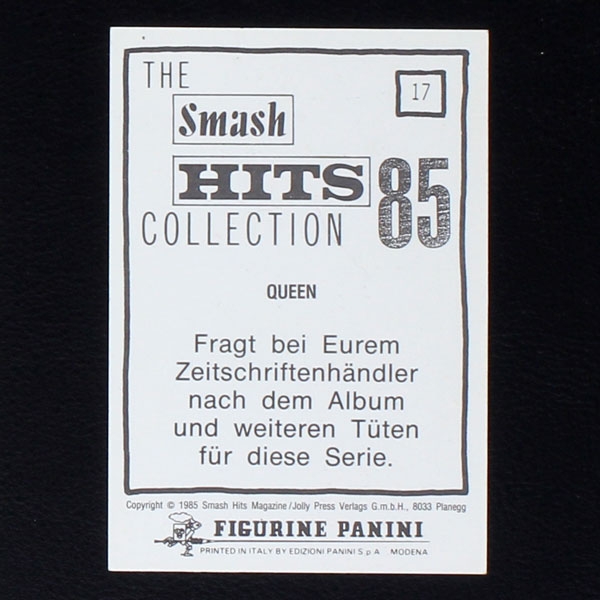 THE
17
Smash
HITS
COLLECTION 85
QUEEN
Fragt bei Eurem
Zeitschriftenhändler
nach dem Album
und weiteren Tüten
für diese Serie.
Copyright © 1985 Smash Hits Magazine/Jolly Press Verlags G.m.b.H., 8033 Planegg
FIGURINE PANINI
PRINTED IN ITALY BY EDIZIONI PANINI S.p.A. MODENA